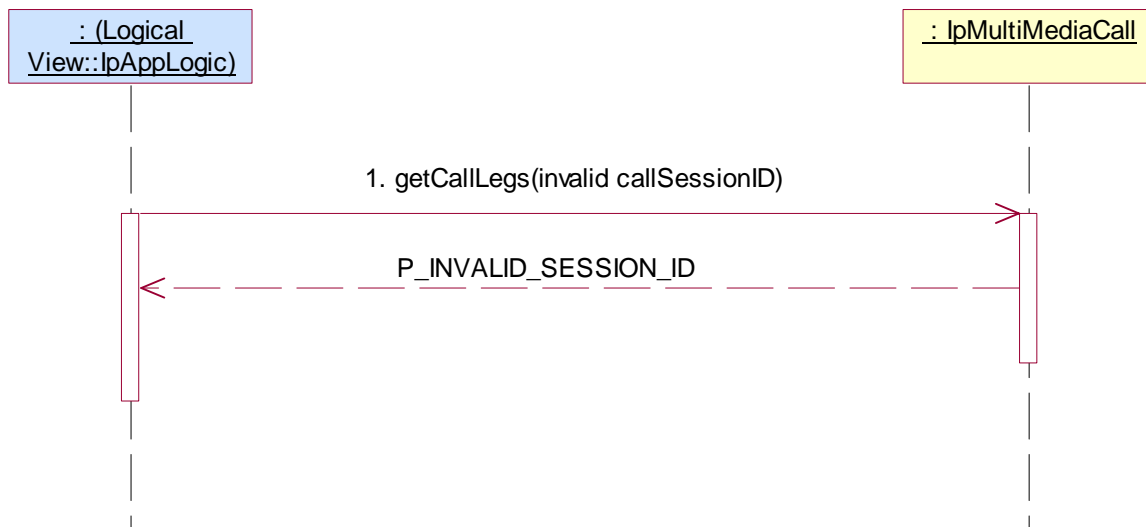 : (Logical
View::IpAppLogic)
: IpMultiMediaCall
1. getCallLegs(invalid callSessionID)
P_INVALID_SESSION_ID